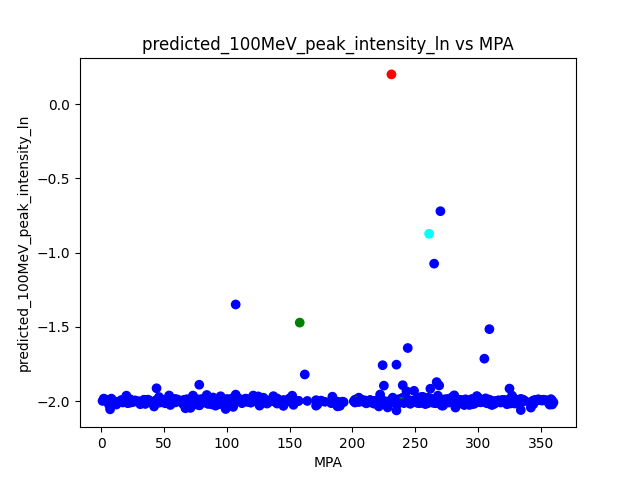 predicted_100MeV_peak_intensity_ln vs MPA
predicted_100MeV_peak_intensity_ln
0.0
−0.5
−1.0
−1.5
−2.0
0 50 100 150 200 250 300 350
MPA